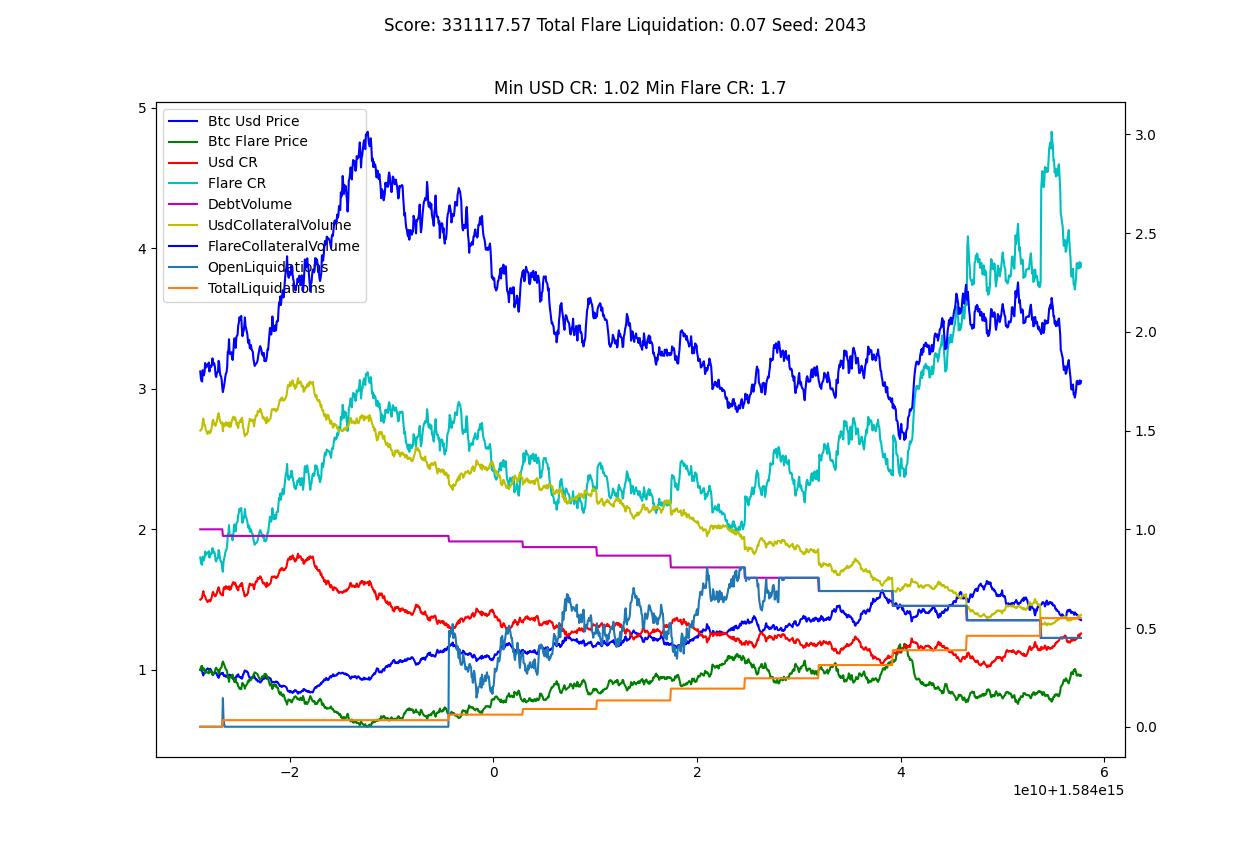 Score: 331117.57 Total Flare Liquidation: 0.07 Seed: 2043
Min USD CR: 1.02 Min Flare CR: 1.7
Btc Usd Price
Btc Flare Price
Usd CR
Flare CR
DebtVolume
UsdCollateralVolume
FlareCollateralVolume
OpenLiquidations
TotalLiquidations
5
4
3
2
1
3.0
2.5
2.0
1.5
1.0
0.5
0.0
−2 0 2 4 6
1e10+1.584e15